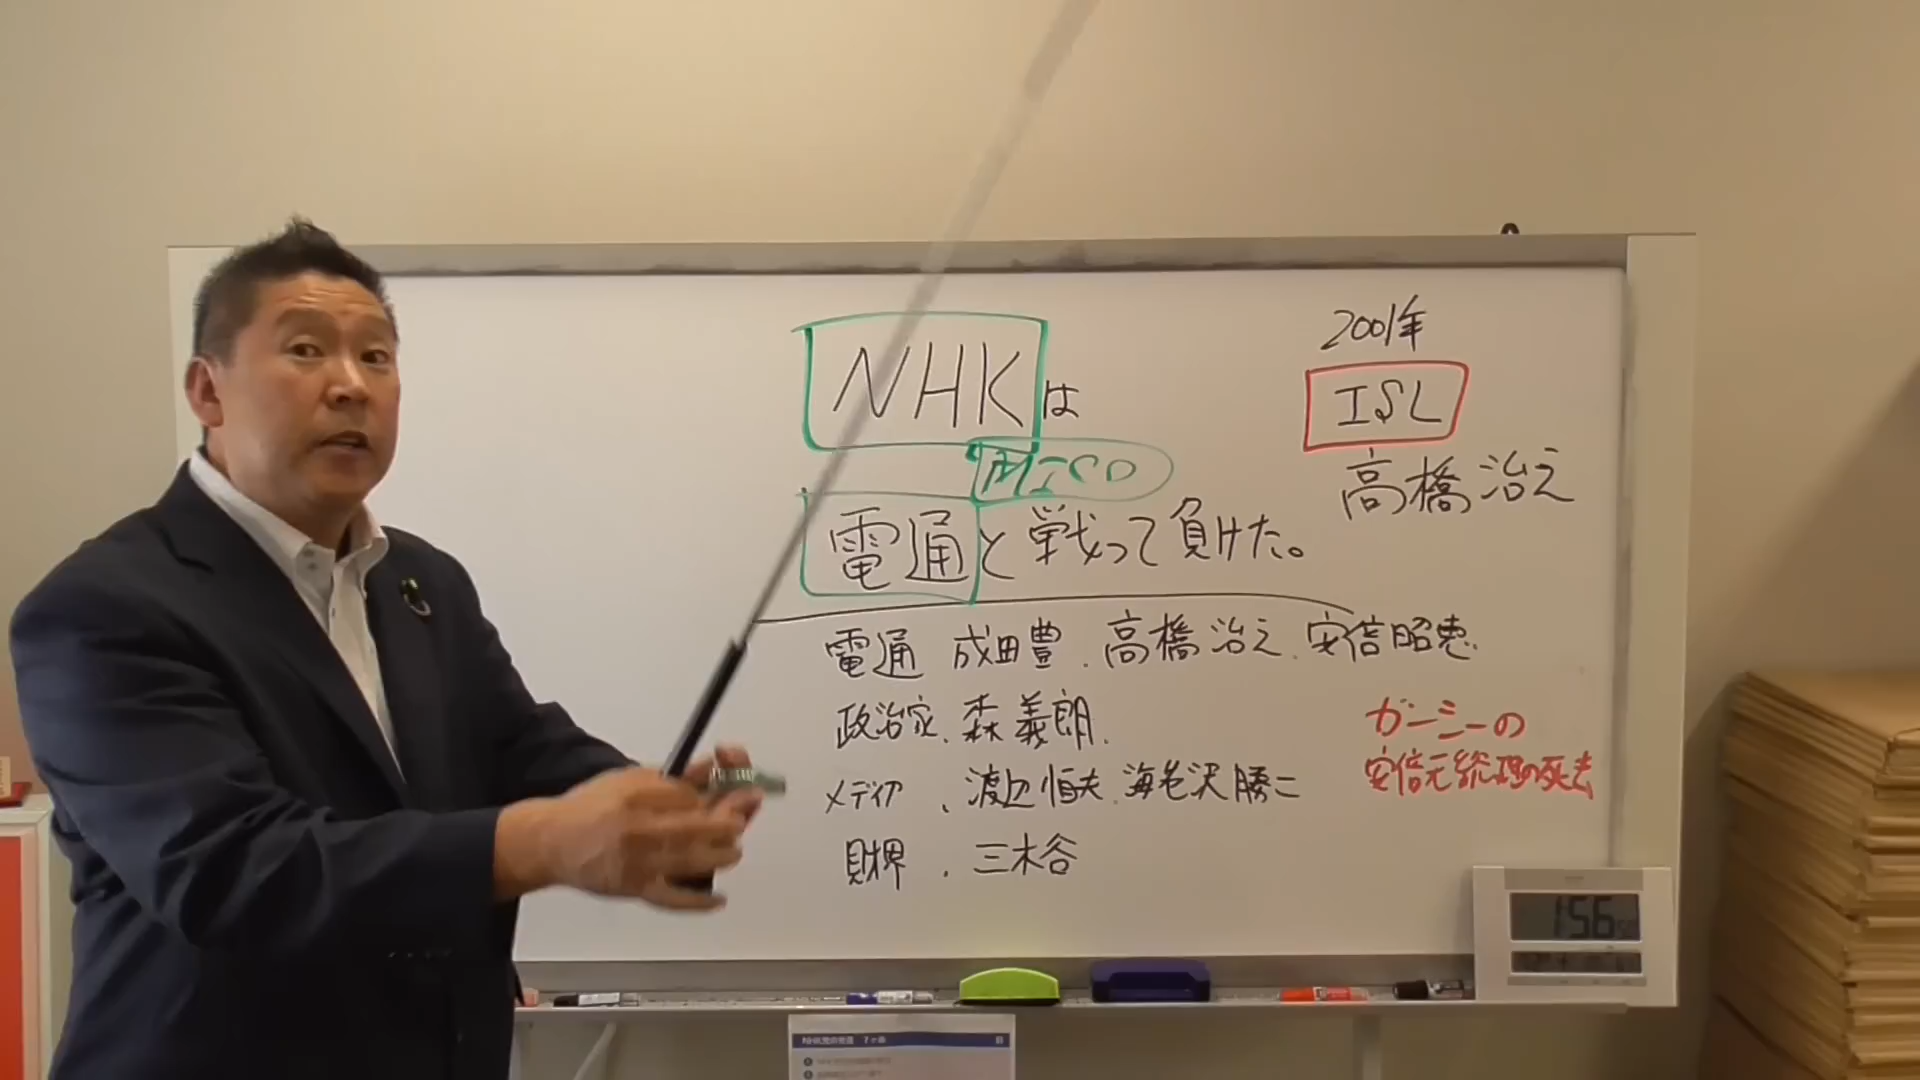 NHKは
MISD
電通と戦って負けた。
2001年
ISL
高橋治之
電通 成田豊、高橋治之、安倍昭恵
政治家、森義朗、
メディア、渡辺恒夫、海老沢勝二
財界、三木谷
ガーシーの
安倍元総理の死去
1:56